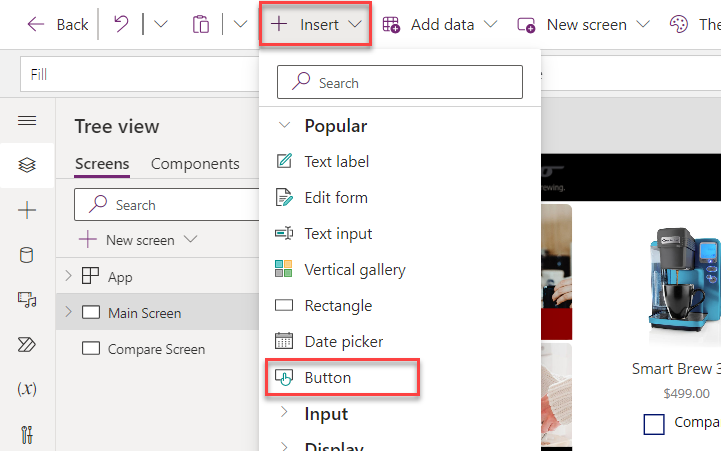 Back
Insert
Add data
New screen
The
Fill
Search
Tree view
Screens
Components
Search
New screen
App
Main Screen
Compare Screen
Popular
Text label
Edit form
Text input
Vertical gallery
Rectangle
Date picker
Button
Input
Display
(x)
rewing.
Smart Brew 3
$499.00
Compa